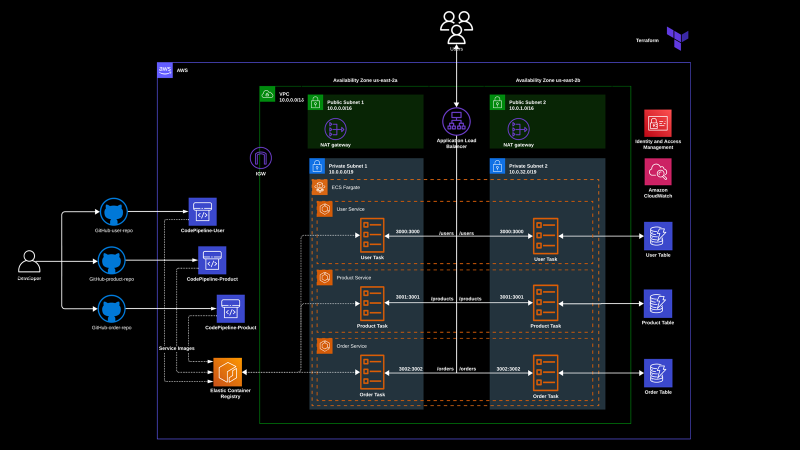 Users
Terraform
aws
AWS
Availability Zone us-east-2a
Availability Zone us-east-2b
VPC
10.0.0.0/13
Public Subnet 1
10.0.0.0/16
NAT gateway
Public Subnet 2
10.0.1.0/16
NAT gateway
Application Load
Balancer
IGW
Private Subnet 1
10.0.0.0/19
Private Subnet 2
10.0.32.0/19
ECS Fargate
User Service
3000:3000
/users
/users
3000:3000
User Task
User Task
Product Service
3001:3001
/products
/products
3001:3001
Product Task
Product Task
Order Service
3002:3002
/orders
/orders
3002:3002
Order Task
Order Task
Identity and Access
Management
Amazon
CloudWatch
User Table
Product Table
Order Table
Developer
GitHub-user-repo
GitHub-product-repo
GitHub-order-repo
CodePipeline-User
CodePipeline-Product
CodePipeline-Product
Service Images
Elastic Container
Registry